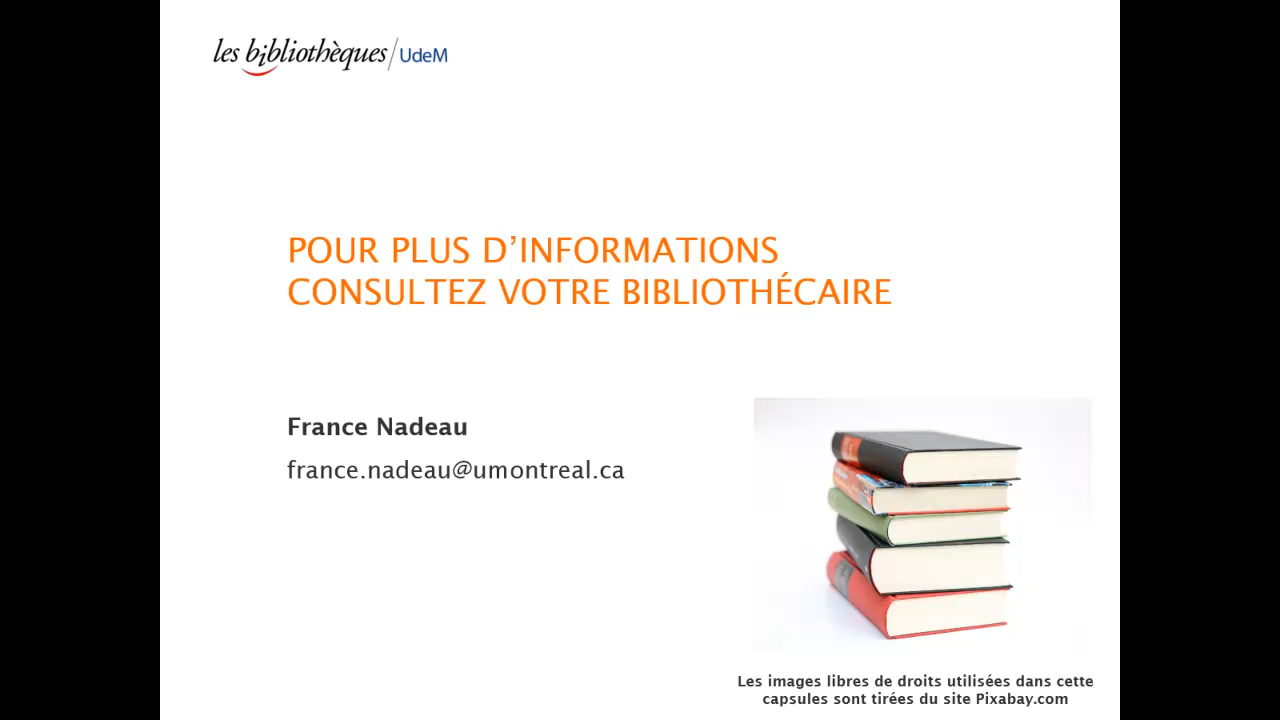 les bibliothèques/UdeM
POUR PLUS D’INFORMATIONS
CONSULTEZ VOTRE BIBLIOTHÉCAIRE
France Nadeau
france.nadeau@umontreal.ca
Les images libres de droits utilisées dans cette
capsules sont tirées du site Pixabay.com